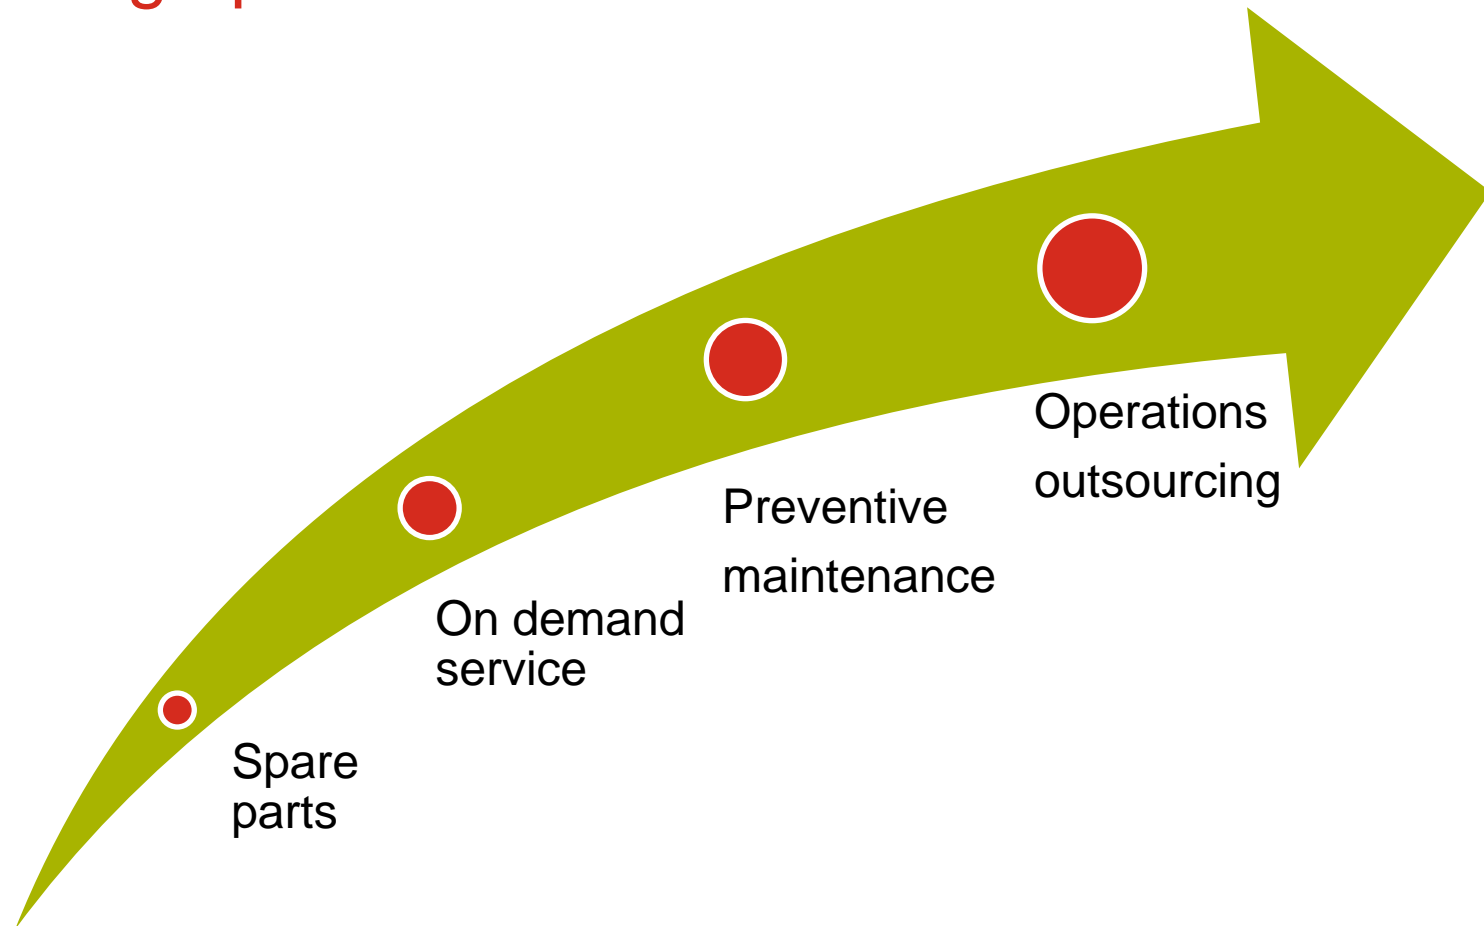 Spare
parts
On demand
service
Preventive
maintenance
Operations
outsourcing